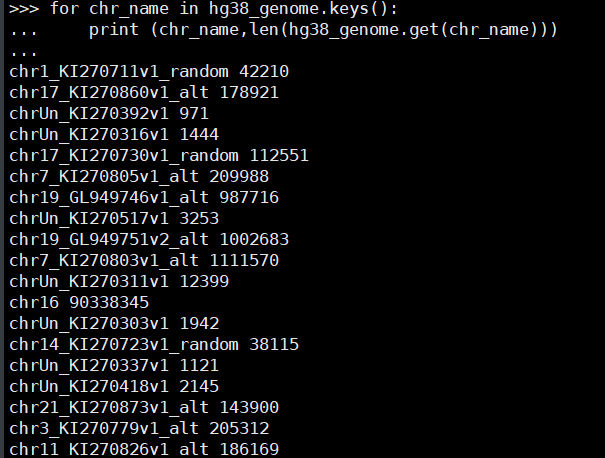 >>> for chr_name in hg38_genome.keys():
...     print (chr_name,len(hg38_genome.get(chr_name)))
...
chr1_KI270711v1_random 42210
chr17_KI270860v1_alt 178921
chrUn_KI270392v1 971
chrUn_KI270316v1 1444
chr17_KI270730v1_random 112551
chr7_KI270805v1_alt 209988
chr19_GL949746v1_alt 987716
chrUn_KI270517v1 3253
chr19_GL949751v2_alt 1002683
chr7_KI270803v1_alt 1111570
chrUn_KI270311v1 12399
chr16 90338345
chrUn_KI270303v1 1942
chr14_KI270723v1_random 38115
chrUn_KI270337v1 1121
chrUn_KI270418v1 2145
chr21_KI270873v1_alt 143900
chr3_KI270779v1_alt 205312
chr11_KI270826v1_alt 186169